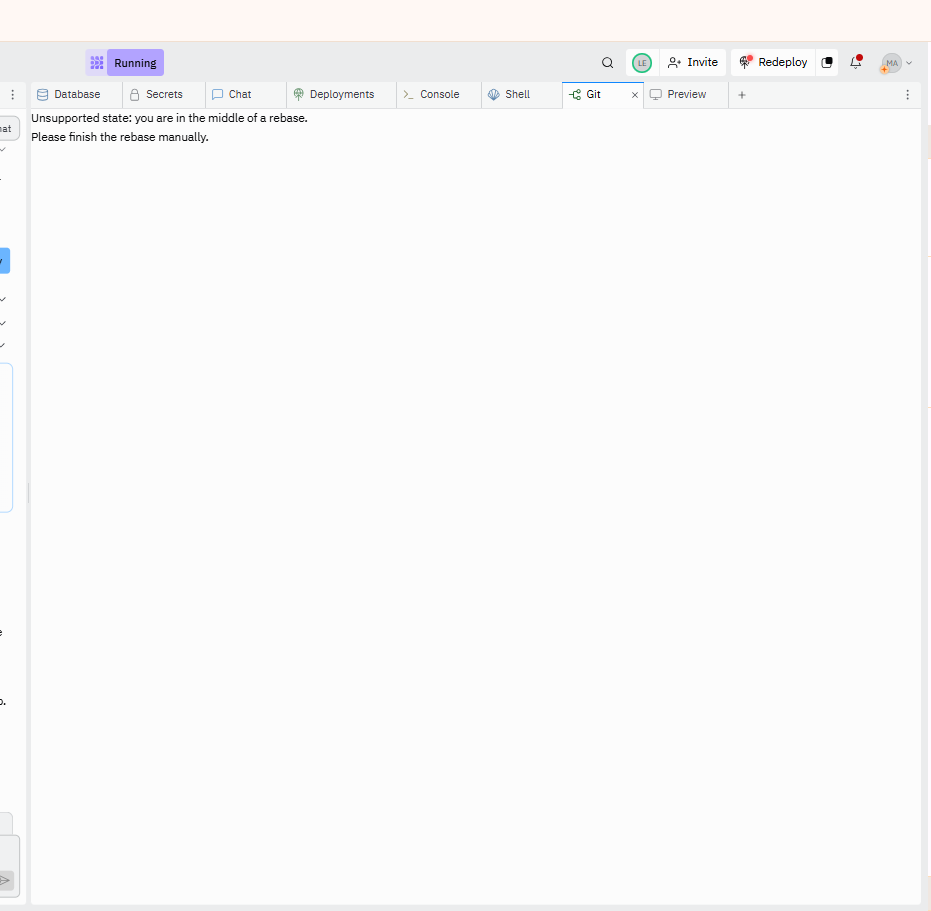 Running
LE
Invite
Redeploy
MA
Database
Secrets
Chat
Deployments
Console
Shell
Git
Preview
Unsupported state: you are in the middle of a rebase.
Please finish the rebase manually.